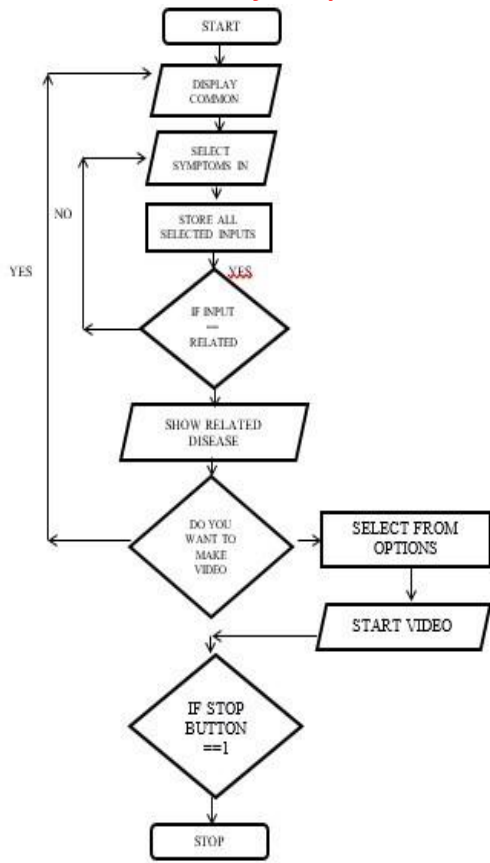 START
DISPLAY
COMMON
SELECT
SYMPTOMS IN
NO
STORE ALL
SELECTED INPUTS
YES
YES
IF INPUT
==
RELATED
SHOW RELATED
DISEASE
DO YOU
WANT TO
MAKE
VIDEO
SELECT FROM
OPTIONS
START VIDEO
IF STOP
BUTTON
==1
STOP